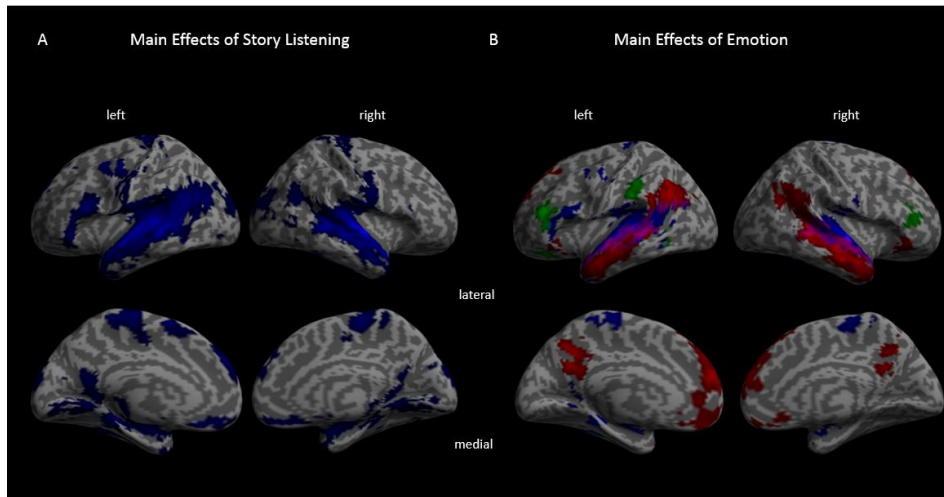 A Main Effects of Story Listening
B Main Effects of Emotion
left
right
left
right
lateral
medial